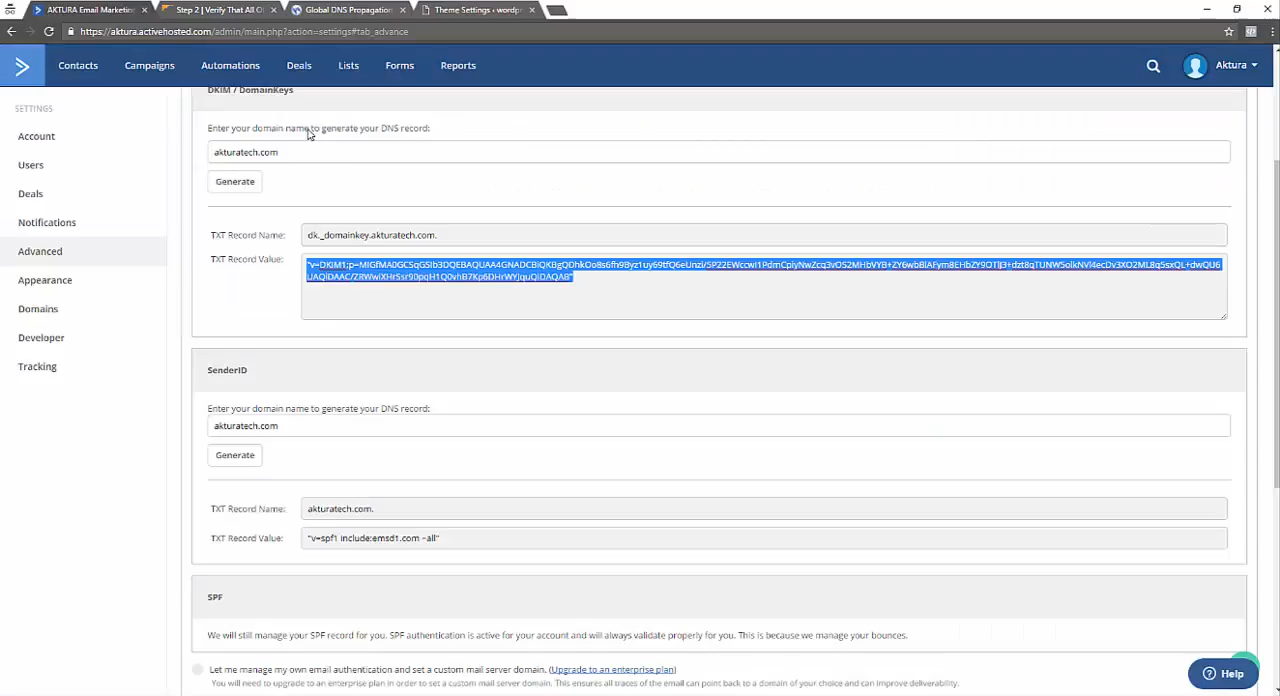 AKTURA Email Marketin
Step 2 | Verify That All O
Global DNS Propagation
Theme Settings ‹ wordpr
https://aktura.activehosted.com/admin/main.php?action=settings#tab_advance
Contacts
Campaigns
Automations
Deals
Lists
Forms
Reports
Aktura
SETTINGS
Account
Users
Deals
Notifications
Advanced
Appearance
Domains
Developer
Tracking
DKIM / DomainKeys
Enter your domain name to generate your DNS record:
akturatech.com
Generate
TXT Record Name:
dk._domainkey.akturatech.com.
TXT Record Value:
SenderID
Enter your domain name to generate your DNS record:
akturatech.com
Generate
TXT Record Name:
akturatech.com.
TXT Record Value:
"v=spf1 include:emsd1.com ~all"
SPF
We will still manage your SPF record for you. SPF authentication is active for your account and will always validate properly for you. This is because we manage your bounces.
Let me manage my own email authentication and set a custom mail server domain. (Upgrade to an enterprise plan)
You will need to upgrade to an enterprise plan in order to set a custom mail server domain. This ensures all traces of the email can point back to a domain of your choice and can improve deliverability.
Help